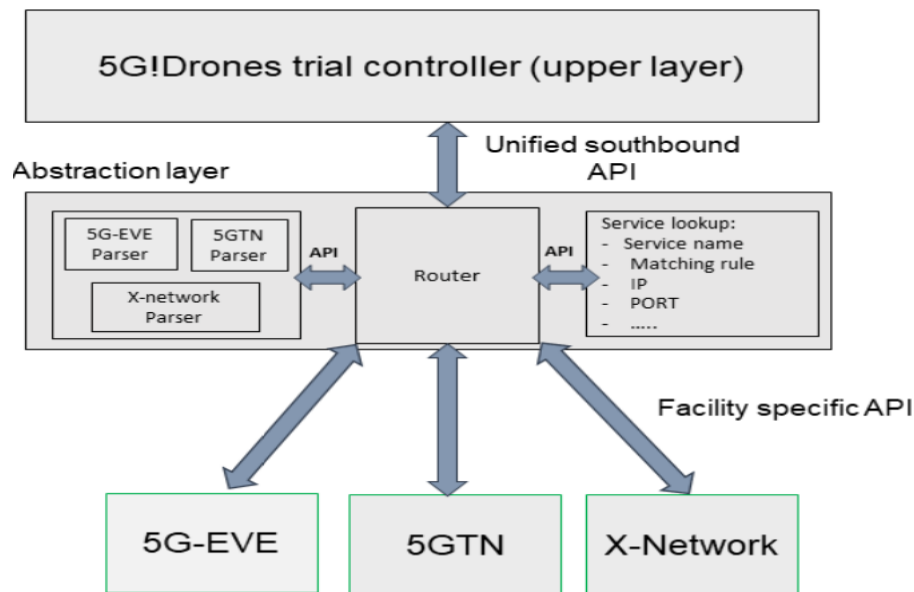 5G!Drones trial controller (upper layer)
Unified southbound
API
Abstraction layer
5G-EVE
Parser
5GTN
Parser
X-network
Parser
API
Router
API
Service lookup:
- Service name
- Matching rule
- IP
- PORT
- .....
Facility specific API
5G-EVE
5GTN
X-Network